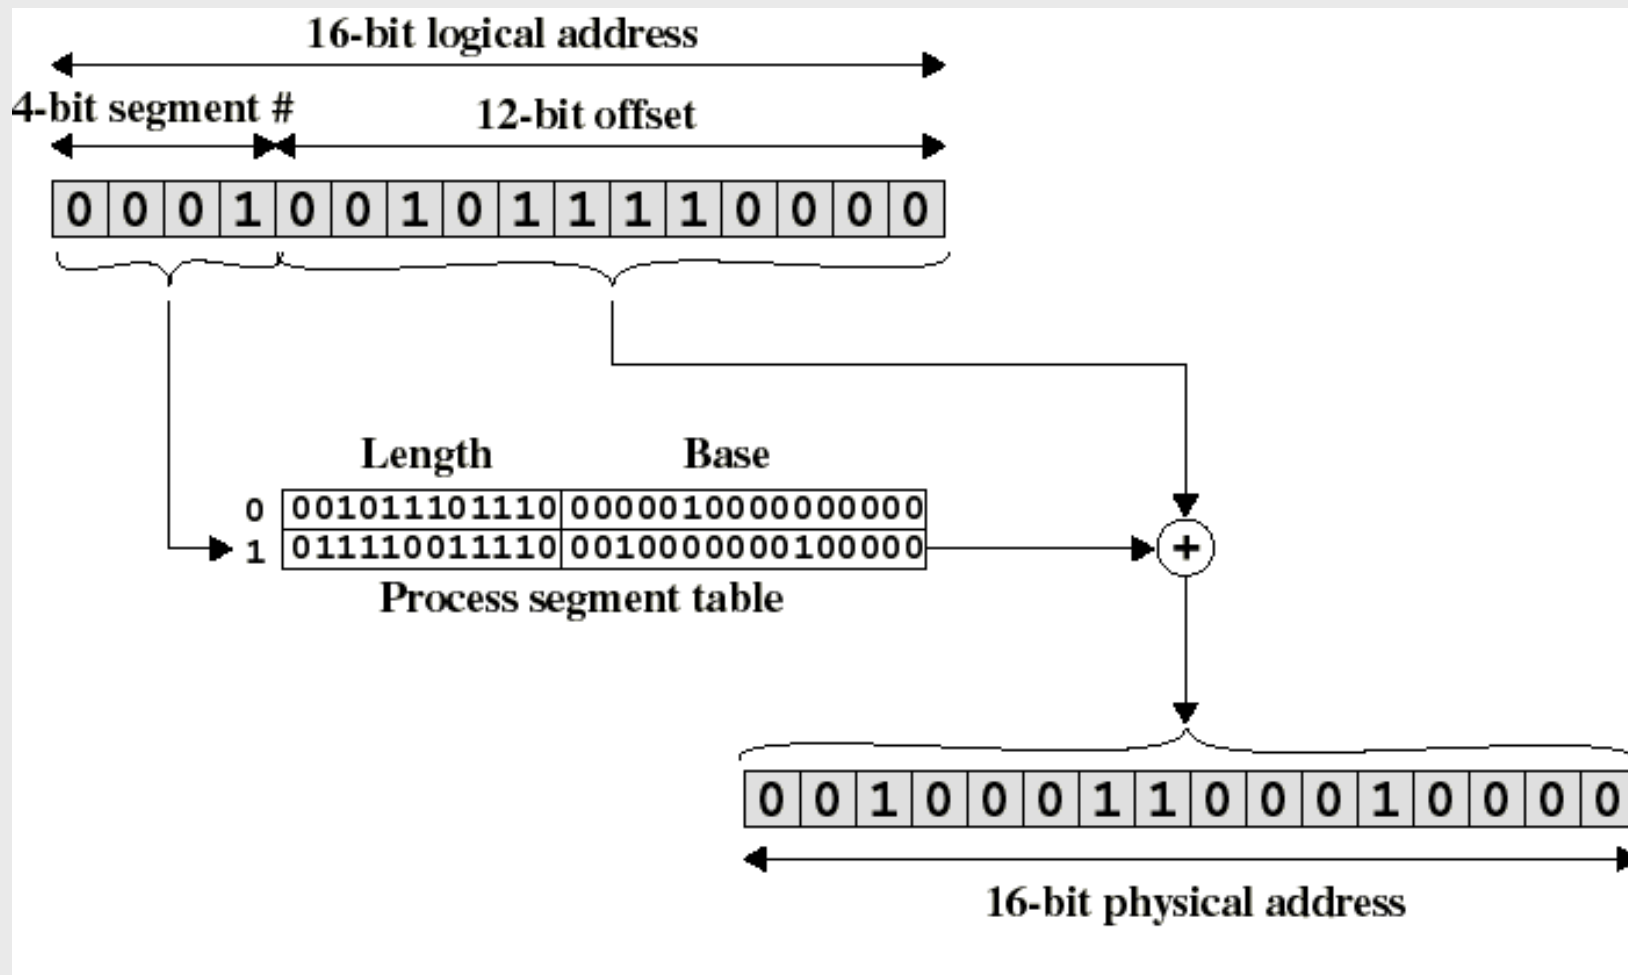 16-bit logical address
4-bit segment #
12-bit offset
0 0 0 1 0 0 1 0 1 1 1 1 0 0 0 0
Length Base
0 001011101110 0000010000000000
1 011110011110 0010000000100000
Process segment table
+
0 0 1 0 0 0 1 1 0 0 0 1 0 0 0 0
16-bit physical address